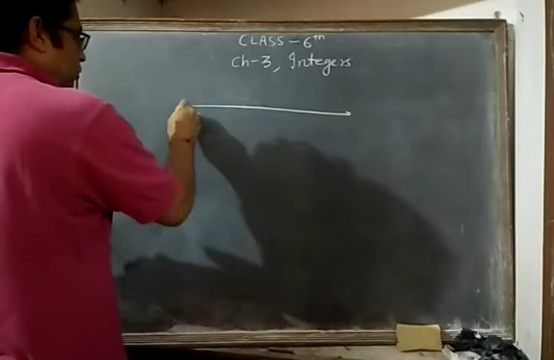 CLASS - 6th
Ch-3, Integers